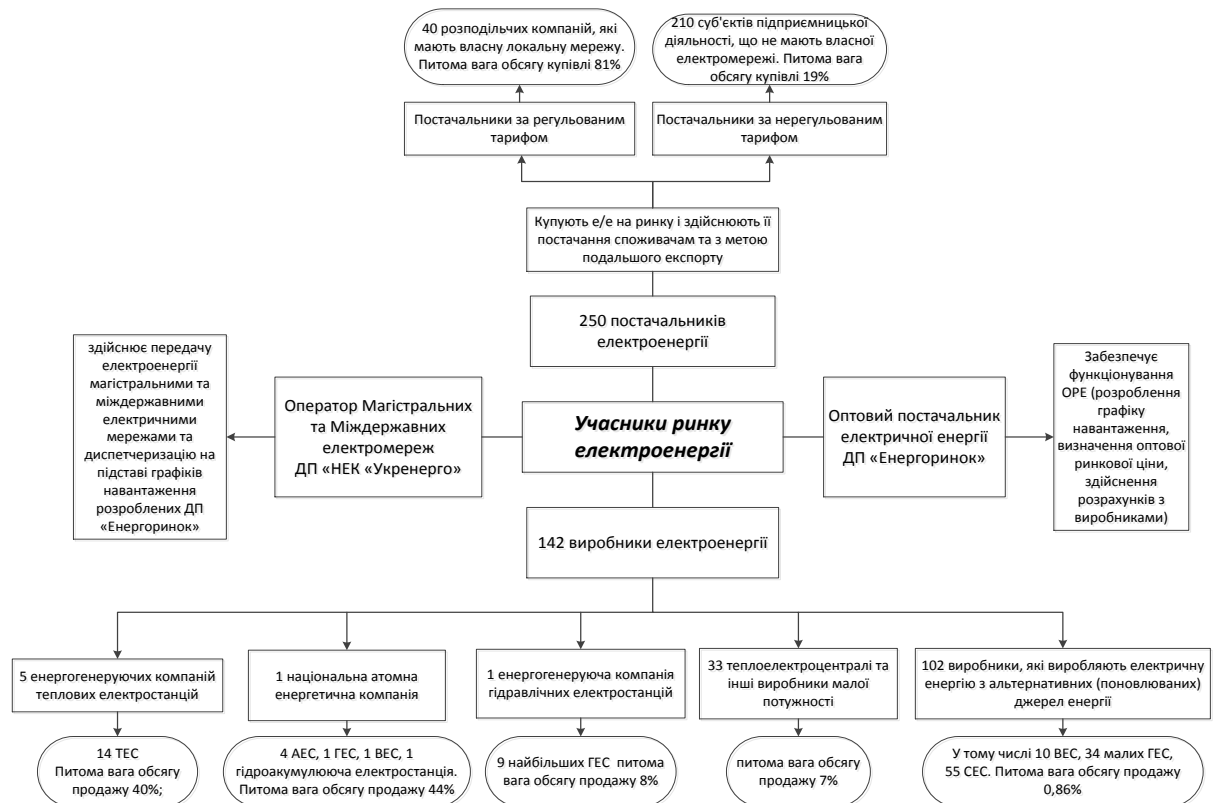 40 розподільчих компаній, які
мають власну локальну мережу.
Питома вага обсягу купівлі 81%
210 суб'єктів підприємницької
діяльності, що не мають власної
електромережі. Питома вага
обсягу купівлі 19%
Постачальники за регульованим
тарифом
Постачальники за нерегульованим
тарифом
Купують е/е на ринку і здійснюють її
постачання споживачам та з метою
подальшого експорту
250 постачальників
електроенергії
здійснює передачу
електроенергії
магістральними та
міждержавними
електричними
мережами та
диспетчеризацію на
підставі графіків
навантаження
розроблених ДП
«Енергоринок»
Оператор Магістральних
та Міждержавних
електромереж
ДП «НЕК «Укренерго»
Учасники ринку
електроенергії
Оптовий постачальник
електричної енергії
ДП «Енергоринок»
Забезпечує
функціонування
ОРЕ (розроблення
графіку
навантаження,
визначення оптової
ринкової ціни,
здійснення
розрахунків з
виробниками)
142 виробники електроенергії
5 енергогенеруючих компаній
теплових електростанцій
1 національна атомна
енергетична компанія
1 енергогенеруюча компанія
гідравлічних електростанцій
33 теплоелектроцентралі та
інші виробники малої
потужності
102 виробники, які виробляють електричну
енергію з альтернативних (поновлюваних)
джерел енергії
14 ТЕС
Питома вага обсягу
продажу 40%;
4 АЕС, 1 ГЕС, 1 ВЕС, 1
гідроакумулююча електростанція.
Питома вага обсягу продажу 44%
9 найбільших ГЕС питома
вага обсягу продажу 8%
питома вага обсягу
продажу 7%
У тому числі 10 ВЕС, 34 малих ГЕС,
55 СЕС. Питома вага обсягу продажу
0,86%